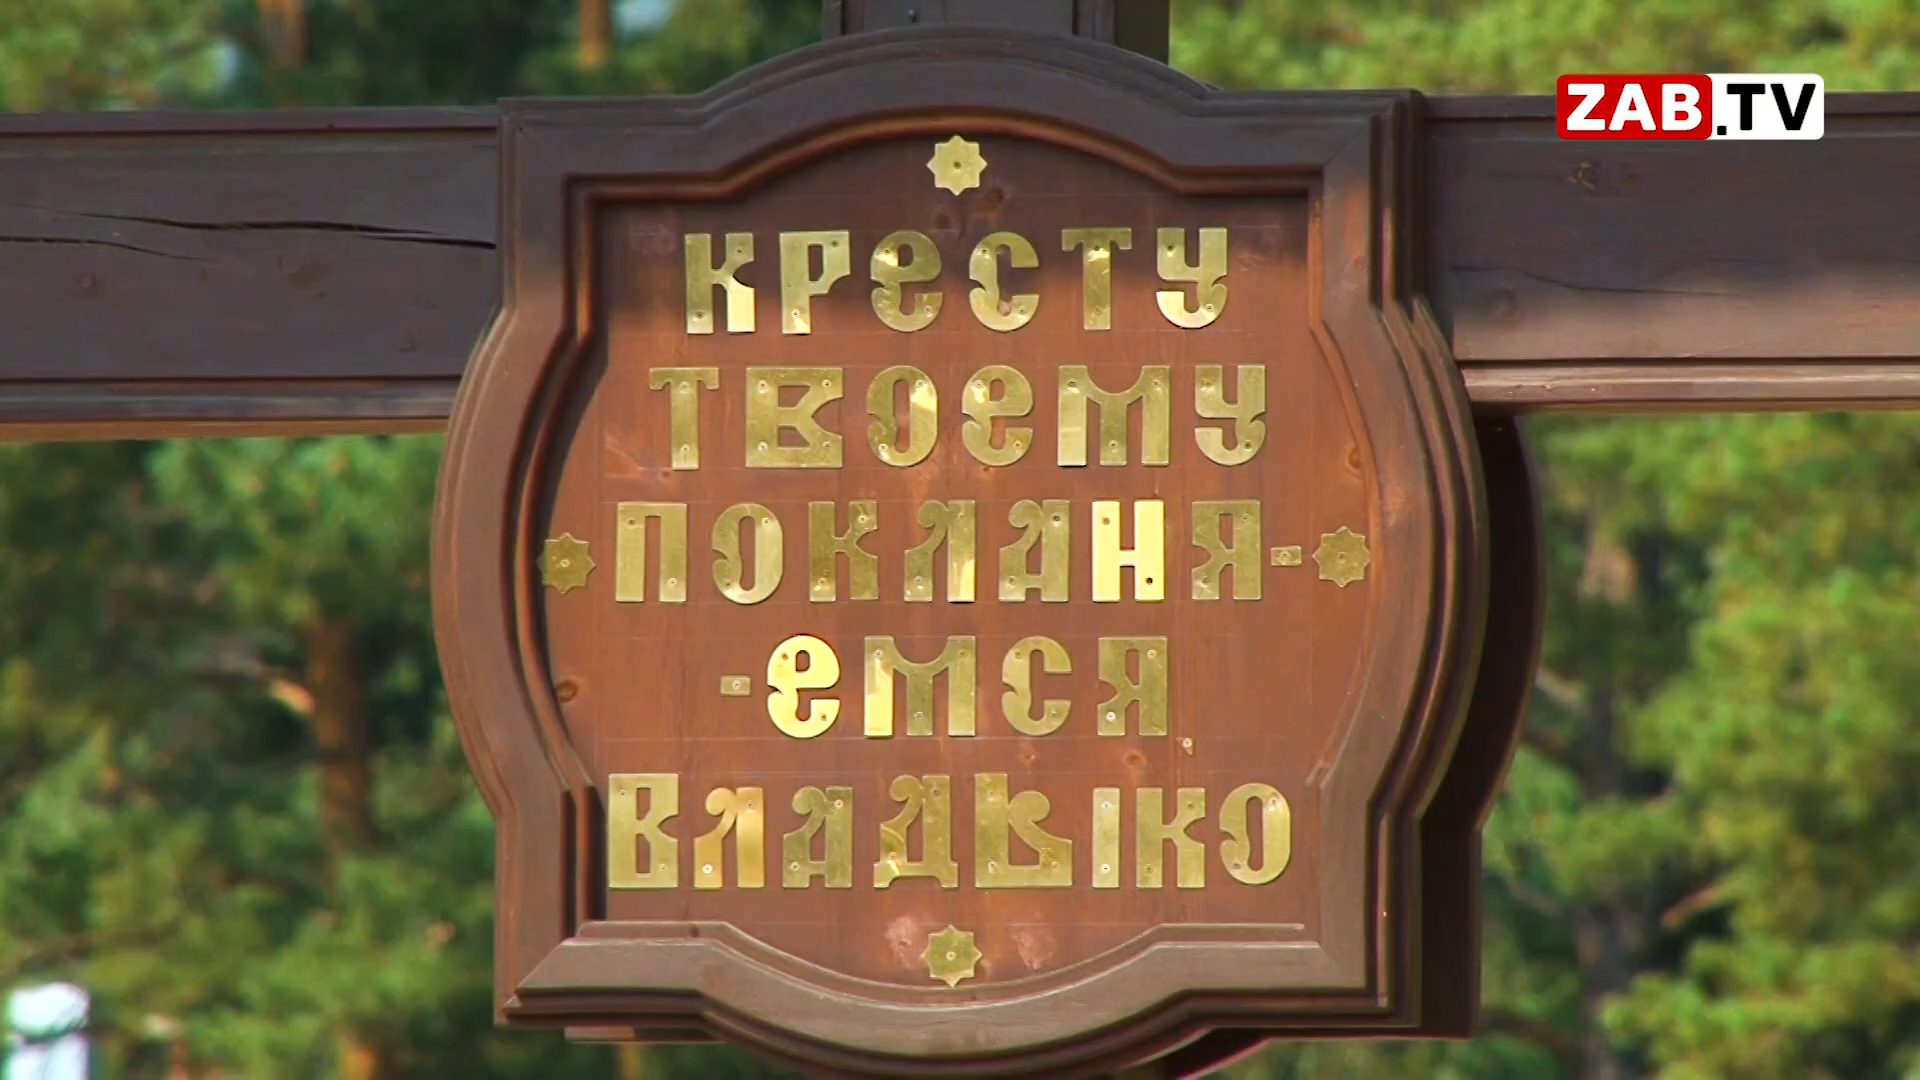 ZAB.TV
КРЕСТУ
ТВОЕМУ
ПОКЛАНЯ-
-ЕМСЯ
ВЛАДЫКО